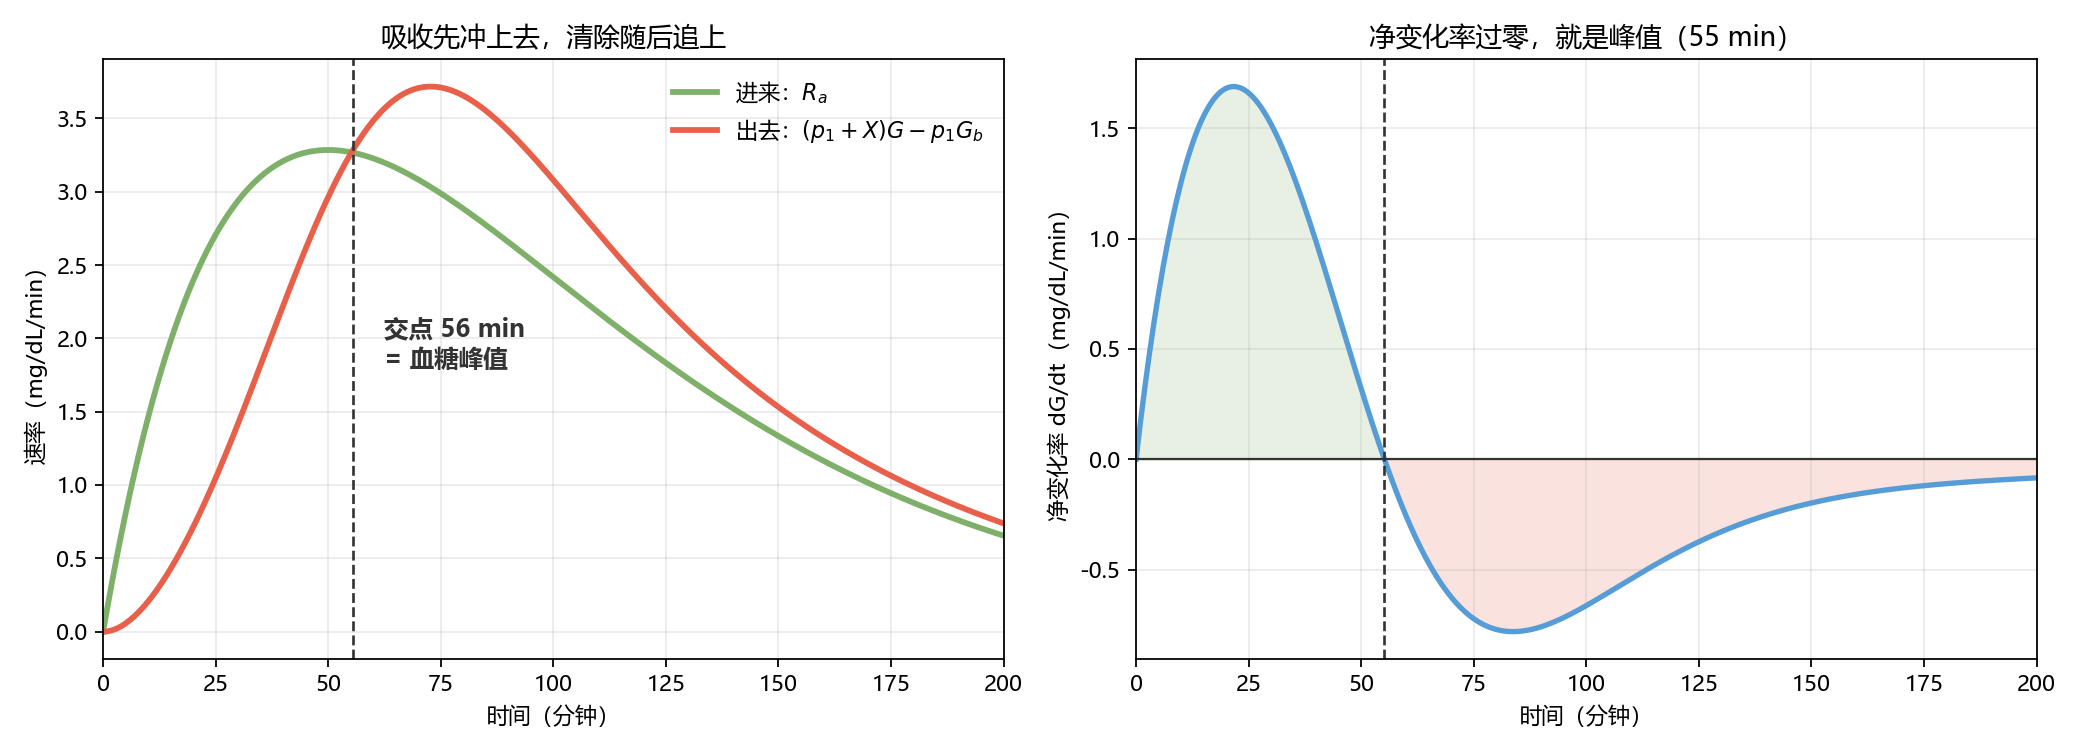 吸收先冲上去，清除随后追上
速率（mg/dL/min）
3.5
3.0
2.5
2.0
1.5
1.0
0.5
0.0
进来：Rₐ
出去：(p₁ + X)G − p₁G_b
交点 56 min
= 血糖峰值
0 25 50 75 100 125 150 175 200
时间（分钟）
净变化率过零，就是峰值（55 min）
净变化率 dG/dt（mg/dL/min）
1.5
1.0
0.5
0.0
-0.5
0 25 50 75 100 125 150 175 200
时间（分钟）